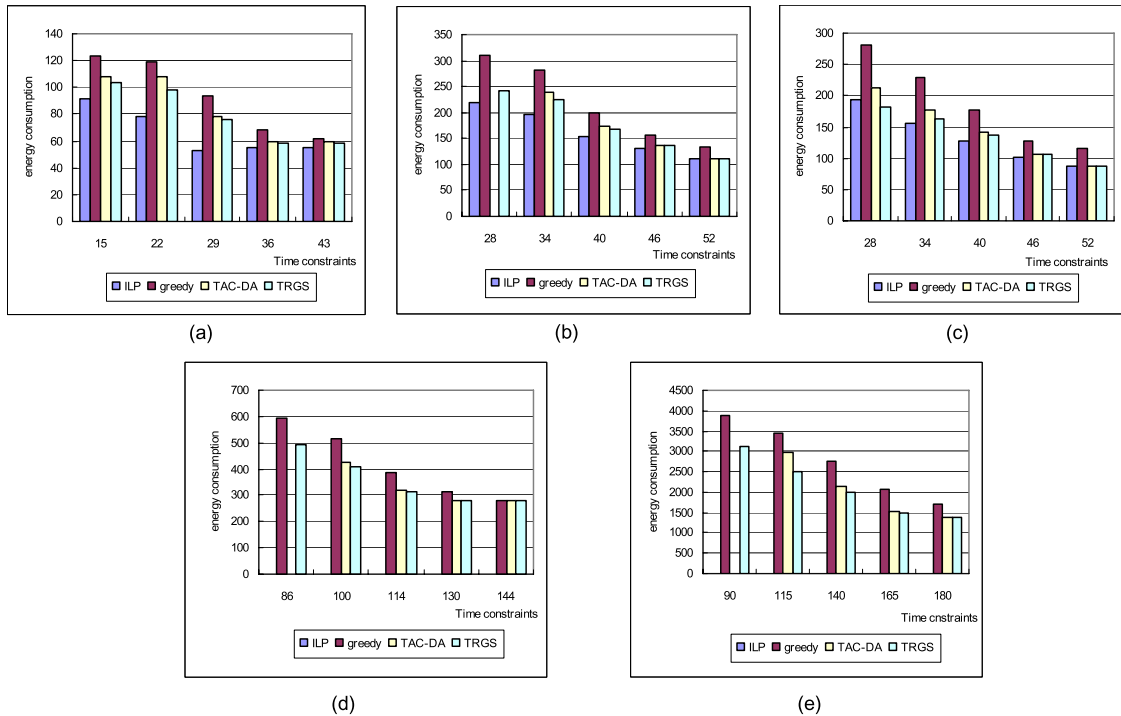 energy consumption
140
120
100
80
60
40
20
0
15 22 29 36 43
Time constraints
ILP greedy TAC-DA TRGS
(a)
energy consumption
350
300
250
200
150
100
50
0
28 34 40 46 52
Time constraints
ILP greedy TAC-DA TRGS
(b)
energy consumption
300
250
200
150
100
50
0
28 34 40 46 52
Time constraints
ILP greedy TAC-DA TRGS
(c)
energy consumption
700
600
500
400
300
200
100
0
86 100 114 130 144
Time constraints
ILP greedy TAC-DA TRGS
(d)
energy consumption
4500
4000
3500
3000
2500
2000
1500
1000
500
0
90 115 140 165 180
Time cnstraints
ILP greedy TAC-DA TRGS
(e)